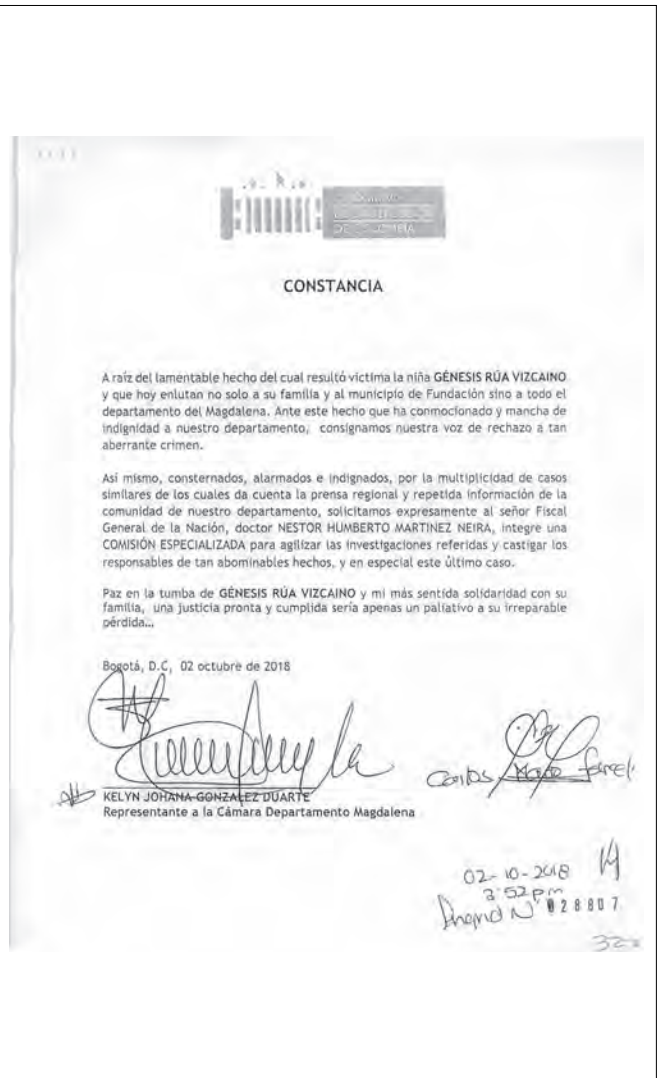 CONSTANCIA
A raíz del lamentable hecho del cual resultó victima la niña GÉNESIS RÚA VIZCAINO
y que hoy enlutan no solo a su familia y al municipio de Fundación sino a todo el
departamento del Magdalena. Ante este hecho que ha conmocionado y mancha de
indignidad a nuestro departamento, consignamos nuestra voz de rechazo a tan
aberrante crimen.
Asi mismo, consternados, alarmados e indignados, por la multiplicidad de casos
similares de los cuales da cuenta la prensa regional y repetida información de la
comunidad de nuestro departamento, solicitamos expresamente al señor Fiscal
General de la Nación, doctor NESTOR HUMBERTO MARTINEZ NEIRA, integre una
COMISIÓN ESPECIALIZADA para agilizar las investigaciones referidas y castigar los
responsables de tan abominables hechos, y en especial este último caso.
Paz en la tumba de GÉNESIS RÚA VIZCAINO y mi más sentida solidaridad con su
familia, una justicia pronta y cumplida sería apenas un paliativo a su irreparable
pérdida...
Bogotá, D.C, 02 octubre de 2018
Carlos
KELYN JOHANA GONZALEZ DUARTE
Representante a la Cámara Departamento Magdalena
02-10-2018
3:52 pm
028807